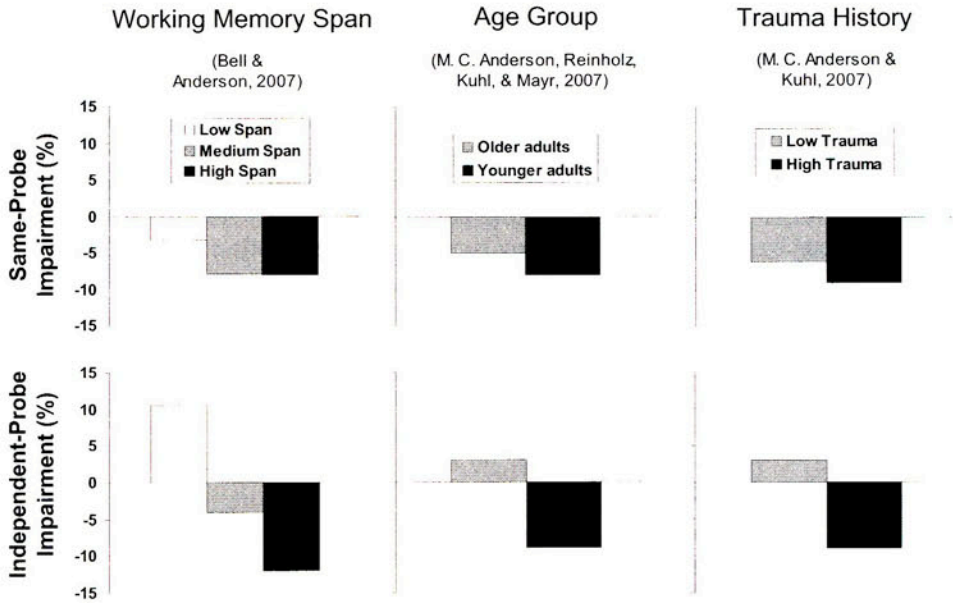 Working Memory Span
Age Group
Trauma History
(Bell &
Anderson, 2007)
(M. C. Anderson, Reinholz,
Kuhl, & Mayr, 2007)
(M. C. Anderson &
Kuhl, 2007)
Same-Probe
Impairment (%)
15
10
5
0
-5
-10
-15
Low Span
Medium Span
High Span
Older adults
Younger adults
Low Trauma
High Trauma
Independent-Probe
Impairment (%)
15
10
5
0
-5
-10
-15